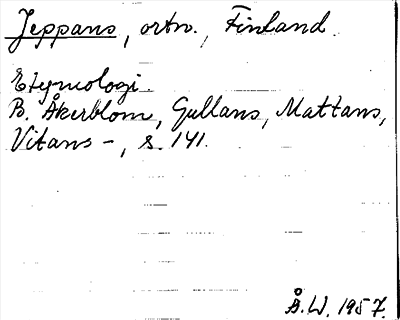 Jeppans, ortn., Finland.
Etymologi.
B. Åkerblom, Gullans, Mattans,
Vitans -, s. 141.
Å.W. 1957.